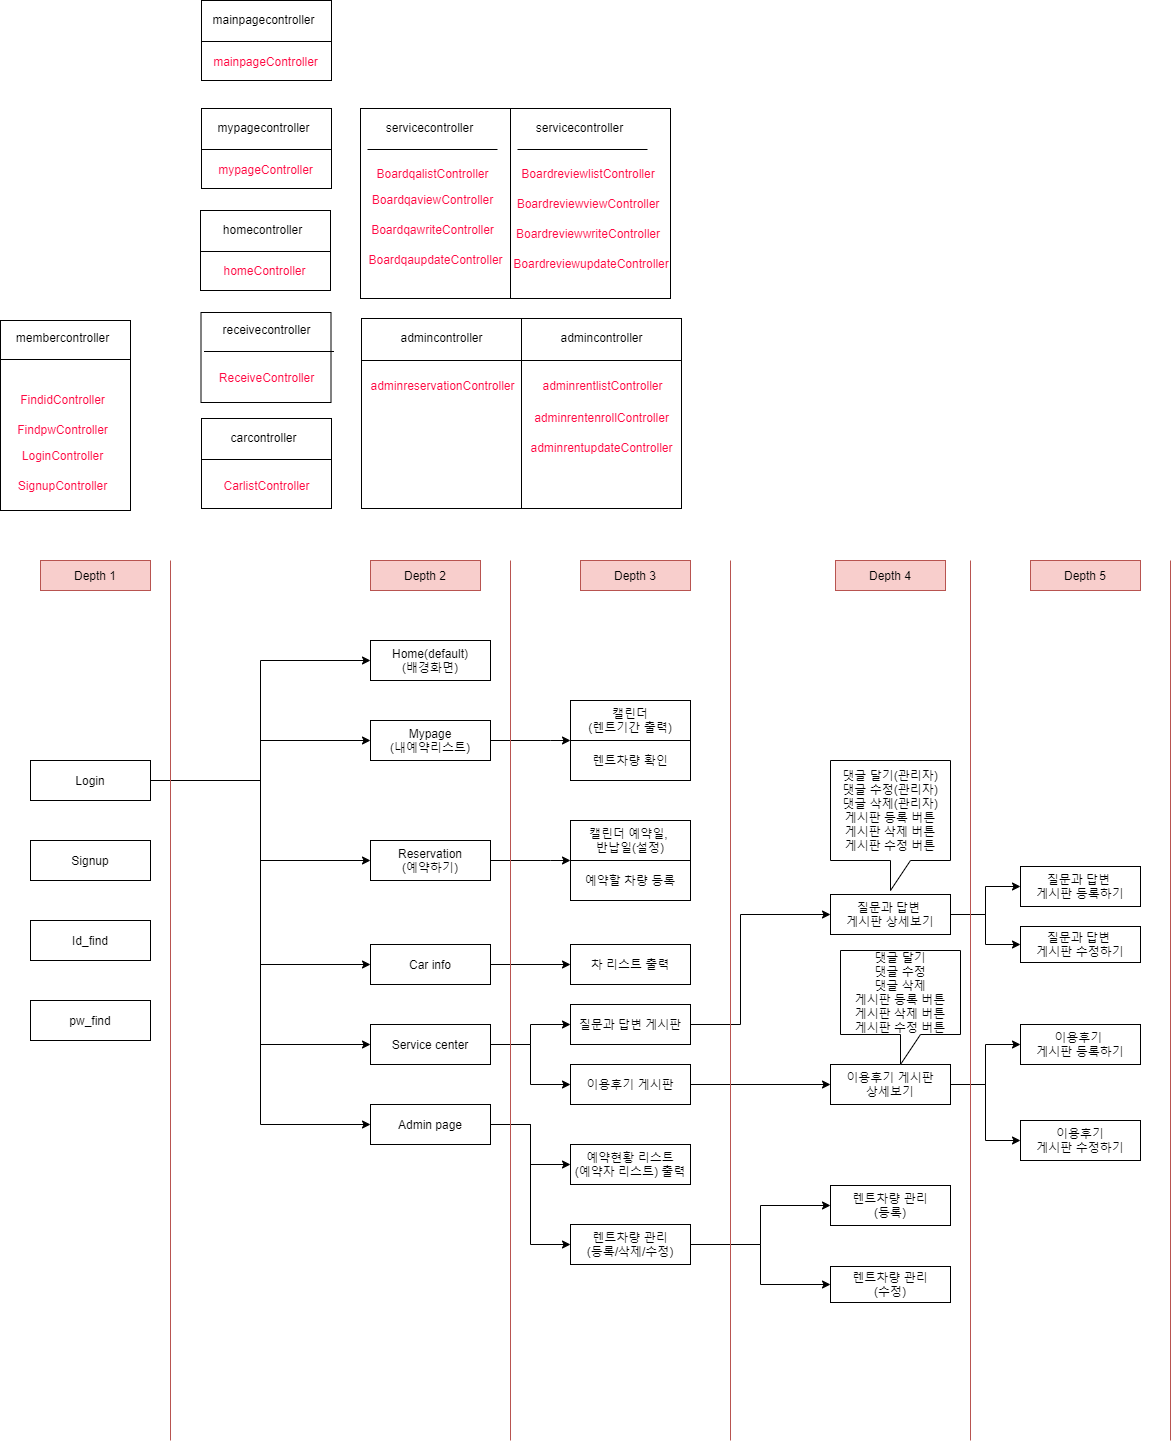 mainpagecontroller
mainpageController
mypagecontroller
mypageController
servicecontroller
BoardqalistController
BoardqaviewController
BoardqawriteController
BoardqaupdateController
servicecontroller
BoardreviewlistController
BoardreviewviewController
BoardreviewwriteController
BoardreviewupdateController
homecontroller
homeController
membercontroller
FindidController
FindpwController
LoginController
SignupController
receivecontroller
ReceiveController
carcontroller
CarlistController
admincontroller
adminreservationController
admincontroller
adminrentlistController
adminrentenrollController
adminrentupdateController
Depth 1
Depth 2
Depth 3
Depth 4
Depth 5
Login
Signup
Id_find
pw_find
Home(default)
(배경화면)
Mypage
(내예약리스트)
Reservation
(예약하기)
Car info
Service center
Admin page
캘린더
(렌트기간 출력)
렌트차량 확인
캘린더 예약일,
반납일(설정)
예약할 차량 등록
차 리스트 출력
질문과 답변 게시판
이용후기 게시판
예약현황 리스트
(예약자 리스트) 출력
렌트차량 관리
(등록/삭제/수정)
댓글 달기(관리자)
댓글 수정(관리자)
댓글 삭제(관리자)
게시판 등록 버튼
게시판 삭제 버튼
게시판 수정 버튼
질문과 답변
게시판 상세보기
댓글 달기
댓글 수정
댓글 삭제
게시판 등록 버튼
게시판 삭제 버튼
게시판 수정 버튼
이용후기 게시판
상세보기
렌트차량 관리
(등록)
렌트차량 관리
(수정)
질문과 답변
게시판 등록하기
질문과 답변
게시판 수정하기
이용후기
게시판 등록하기
이용후기
게시판 수정하기